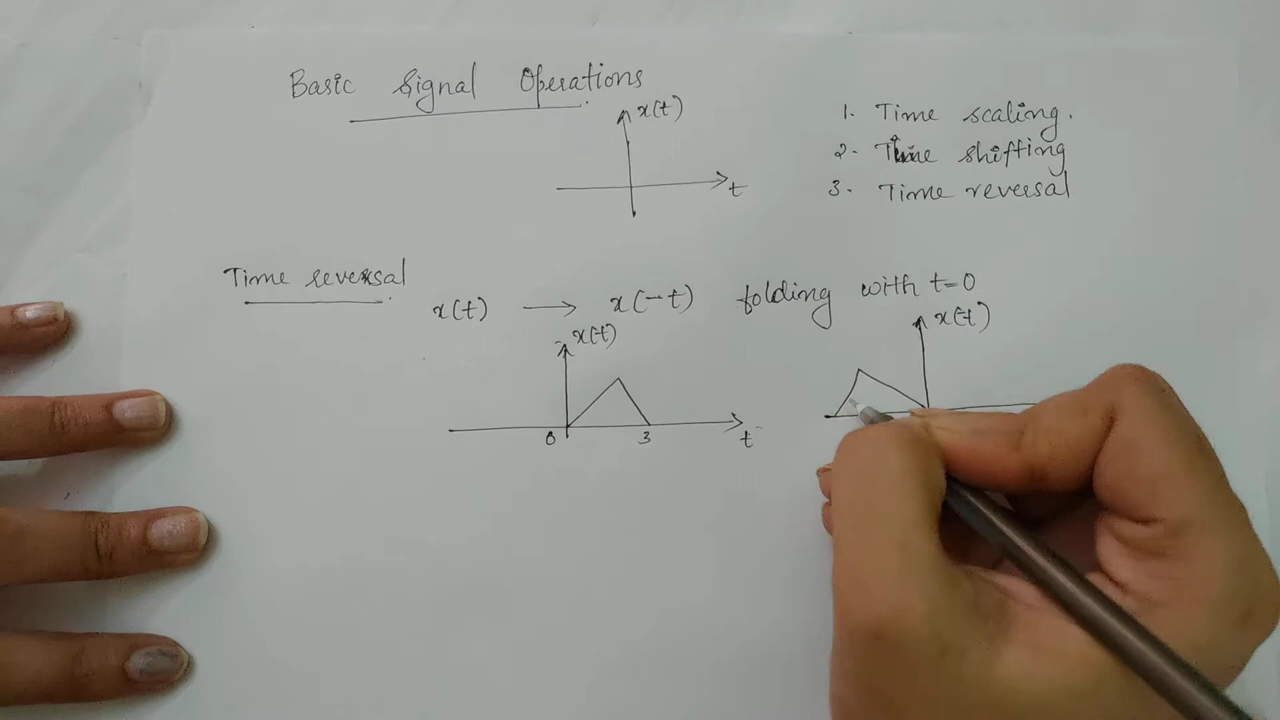 Basic Signal Operations
x(t)
t
1. Time scaling.
2. Time shifting
3. Time reversal
Time reversal
x(t) → x(-t) folding with t=0
x(t)
0 3 t
x(-t)